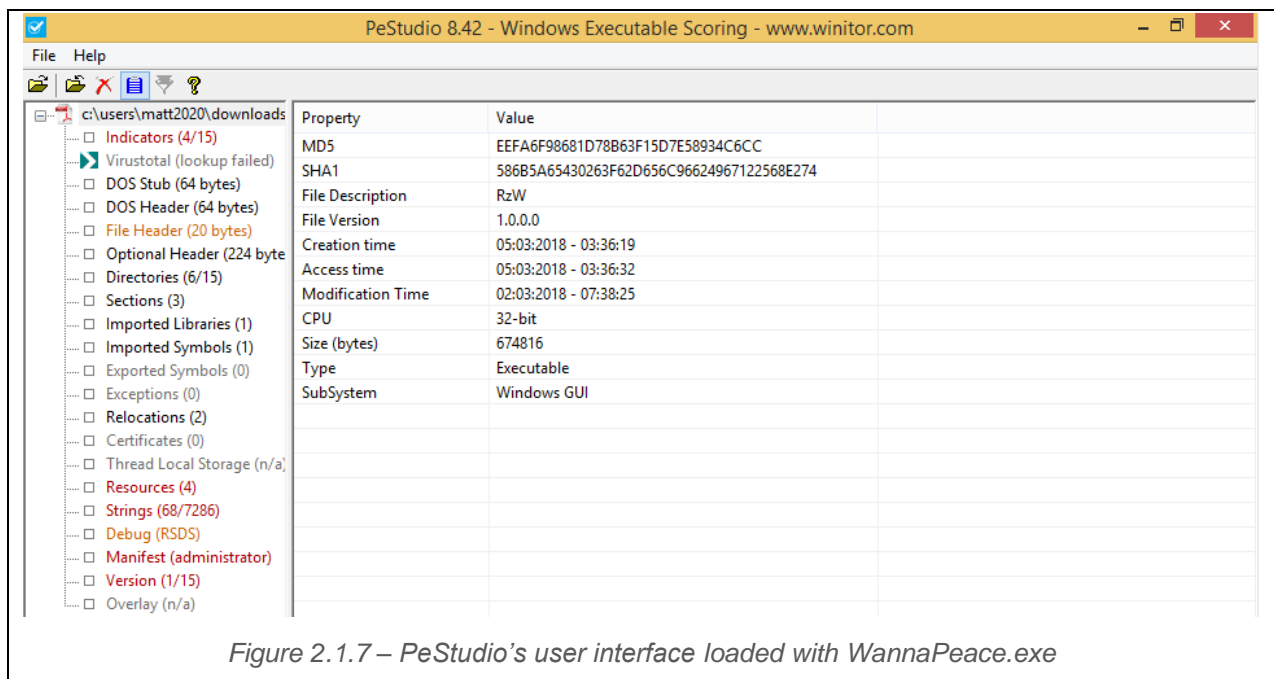 PeStudio 8.42 - Windows Executable Scoring - www.winitor.com
File Help
c:\users\matt2020\downloads
Indicators (4/15)
Virustotal (lookup failed)
DOS Stub (64 bytes)
DOS Header (64 bytes)
File Header (20 bytes)
Optional Header (224 byte
Directories (6/15)
Sections (3)
Imported Libraries (1)
Imported Symbols (1)
Exported Symbols (0)
Exceptions (0)
Relocations (2)
Certificates (0)
Thread Local Storage (n/a)
Resources (4)
Strings (68/7286)
Debug (RSDS)
Manifest (administrator)
Version (1/15)
Overlay (n/a)
Property Value
MD5 EEFA6F98681D78B63F15D7E58934C6CC
SHA1 586B5A65430263F62D656C96624967122568E274
File Description RzW
File Version 1.0.0.0
Creation time 05:03:2018 - 03:36:19
Access time 05:03:2018 - 03:36:32
Modification Time 02:03:2018 - 07:38:25
CPU 32-bit
Size (bytes) 674816
Type Executable
SubSystem Windows GUI
Figure 2.1.7 – PeStudio’s user interface loaded with WannaPeace.exe